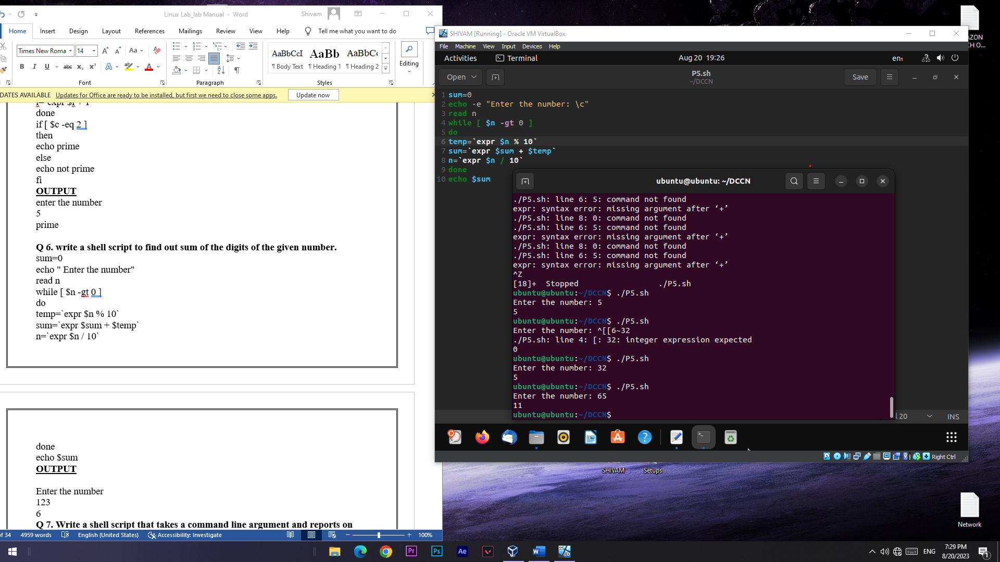 Linux Lab_lab Manual - Word
Shivam
Home Insert Design Layout References Mailings Review View Help Tell me what you want to do
Times New Roma 14 Aa
AaBbCcI AaBb AaBbCc
¶ Body Text ¶ Heading 1 ¶ Heading 2
Editing
B I U abc x₂ x² A A
Font Paragraph Styles
DATES AVAILABLE Updates for Office are ready to be installed, but first we need to close some apps. Update now
done
if [ $c -eq 2 ]
then
echo prime
else
echo not prime
fi
OUTPUT
enter the number
5
prime
Q 6. write a shell script to find out sum of the digits of the given number.
sum=0
echo " Enter the number"
read n
while [ $n -gt 0 ]
do
temp=`expr $n % 10`
sum=`expr $sum + $temp`
n=`expr $n / 10`
done
echo $sum
OUTPUT
Enter the number
123
6
Q 7. Write a shell script that takes a command line argument and reports on
of 34 4959 words English (United States) Accessibility: Investigate 100%
SHIVAM [Running] - Oracle VM VirtualBox
File Machine View Input Devices Help
Activities Terminal Aug 20 19:26 en₁
Open P5.sh Save
~/DCCN
1 sum=0
2 echo -e "Enter the number: \c"
3 read n
4 while [ $n -gt 0 ]
5 do
6 temp=`expr $n % 10`
7 sum=`expr $sum + $temp`
8 n=`expr $n / 10`
9 done
10 echo $sum
ubuntu@ubuntu: ~/DCCN
./P5.sh: line 6: 5: command not found
expr: syntax error: missing argument after ‘+’
./P5.sh: line 8: 0: command not found
./P5.sh: line 6: 5: command not found
expr: syntax error: missing argument after ‘+’
./P5.sh: line 8: 0: command not found
./P5.sh: line 6: 5: command not found
expr: syntax error: missing argument after ‘+’
^Z
[18]+ Stopped ./P5.sh
ubuntu@ubuntu:~/DCCN$ ./P5.sh
Enter the number: 5
5
ubuntu@ubuntu:~/DCCN$ ./P5.sh
Enter the number: ^[[6~32
./P5.sh: line 4: [: 32: integer expression expected
0
ubuntu@ubuntu:~/DCCN$ ./P5.sh
Enter the number: 32
5
ubuntu@ubuntu:~/DCCN$ ./P5.sh
Enter the number: 65
11
ubuntu@ubuntu:~/DCCN$
l 20 INS
Right Ctrl
SHIVAM Setups
AZON
CH O...
Network
Pr Ps Ae
ENG 7:29 PM
8/20/2023
1